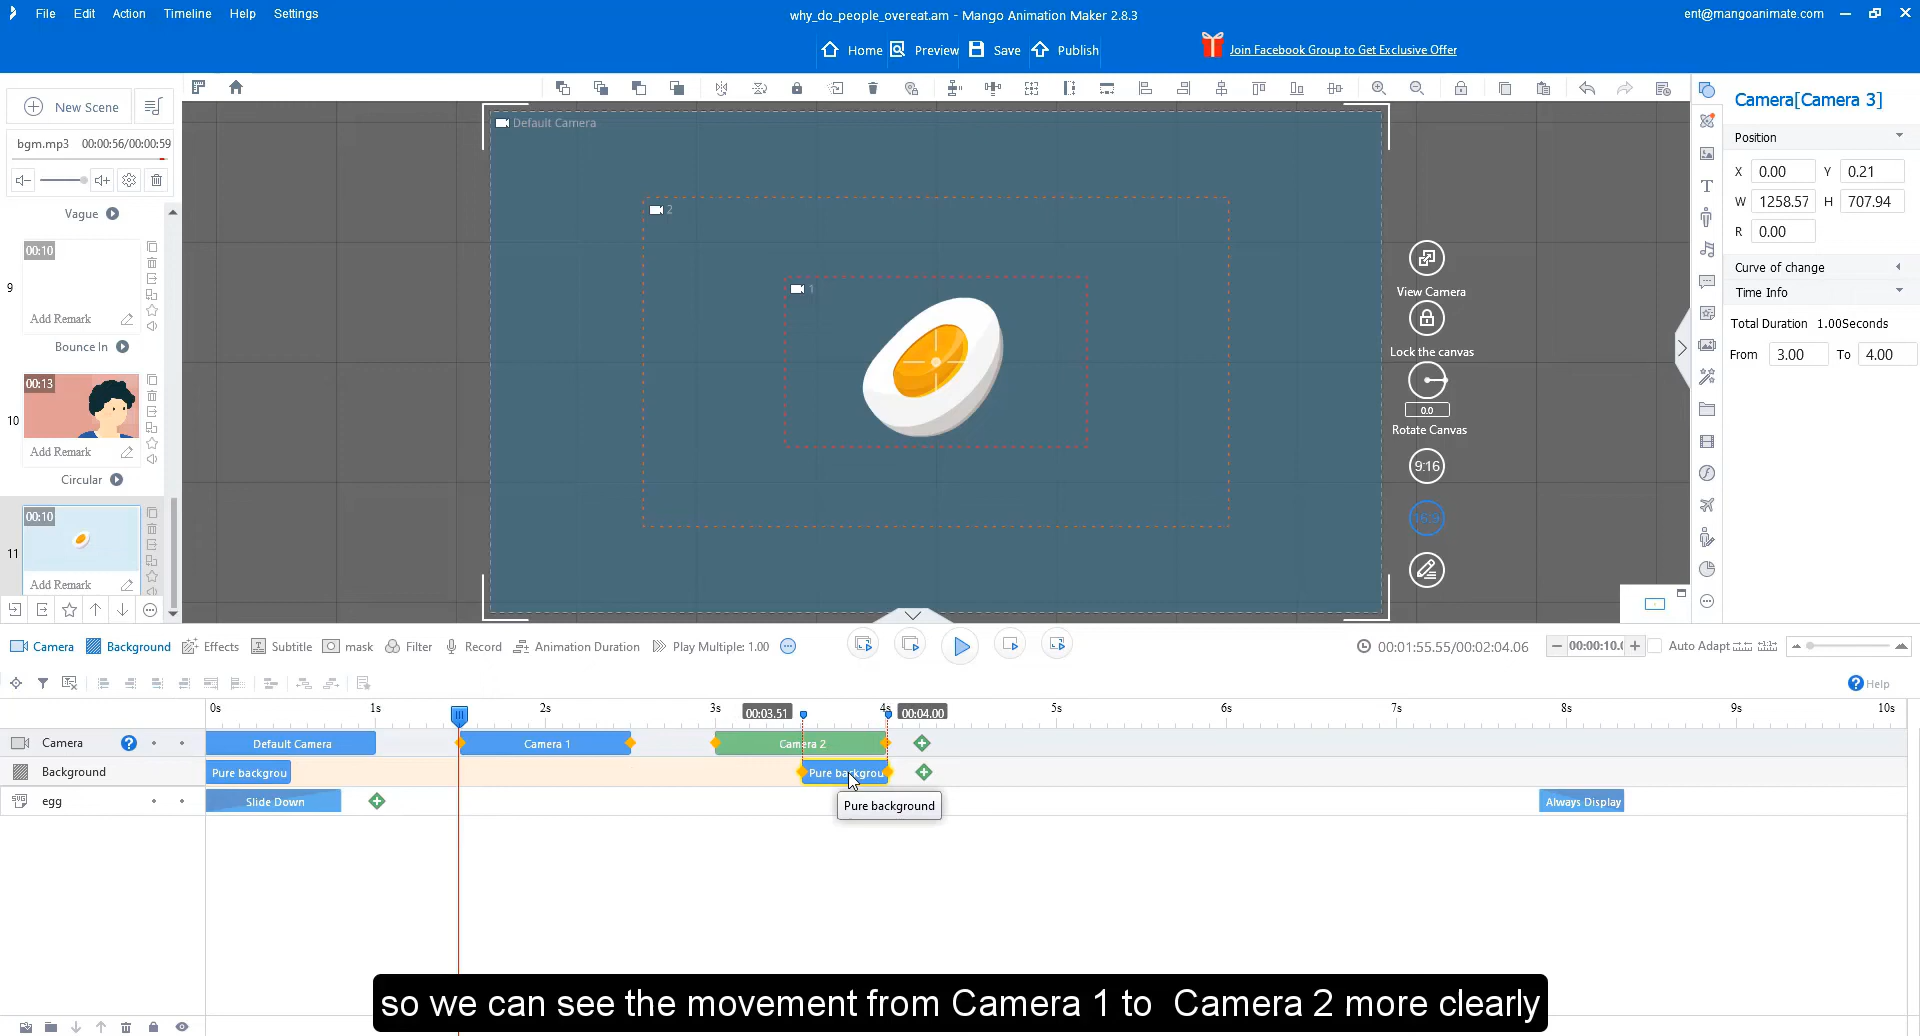 File Edit Action Timeline Help Settings
why_do_people_overeat.am - Mango Animation Maker 2.8.3
ent@mangoanimate.com
Home Preview Save Publish
Join Facebook Group to Get Exclusive Offer
New Scene
bgm.mp3 00:00:56/00:00:59
Vague
00:10
9
Add Remark
Bounce In
00:13
10
Add Remark
Circular
00:10
11
Add Remark
Default Camera
2
1
View Camera
Lock the canvas
0.0
Rotate Canvas
9:16
16:9
Camera[Camera 3]
Position
X 0.00 Y 0.21
W 1258.57 H 707.94
R 0.00
Curve of change
Time Info
Total Duration 1.00Seconds
From 3.00 To 4.00
Camera Background Effects Subtitle mask Filter Record Animation Duration Play Multiple: 1.00
00:01:55.55/00:02:04.06
00:00:10.
Auto Adapt
Help
0s 1s 2s 3s 00:03.51 4s 00:04.00 5s 6s 7s 8s 9s 10s
Camera ? Default Camera Camera 1 Camera 2
Background Pure backgrou Pure backgrou
SVG egg Slide Down Always Display
Pure background
so we can see the movement from Camera 1 to Camera 2 more clearly